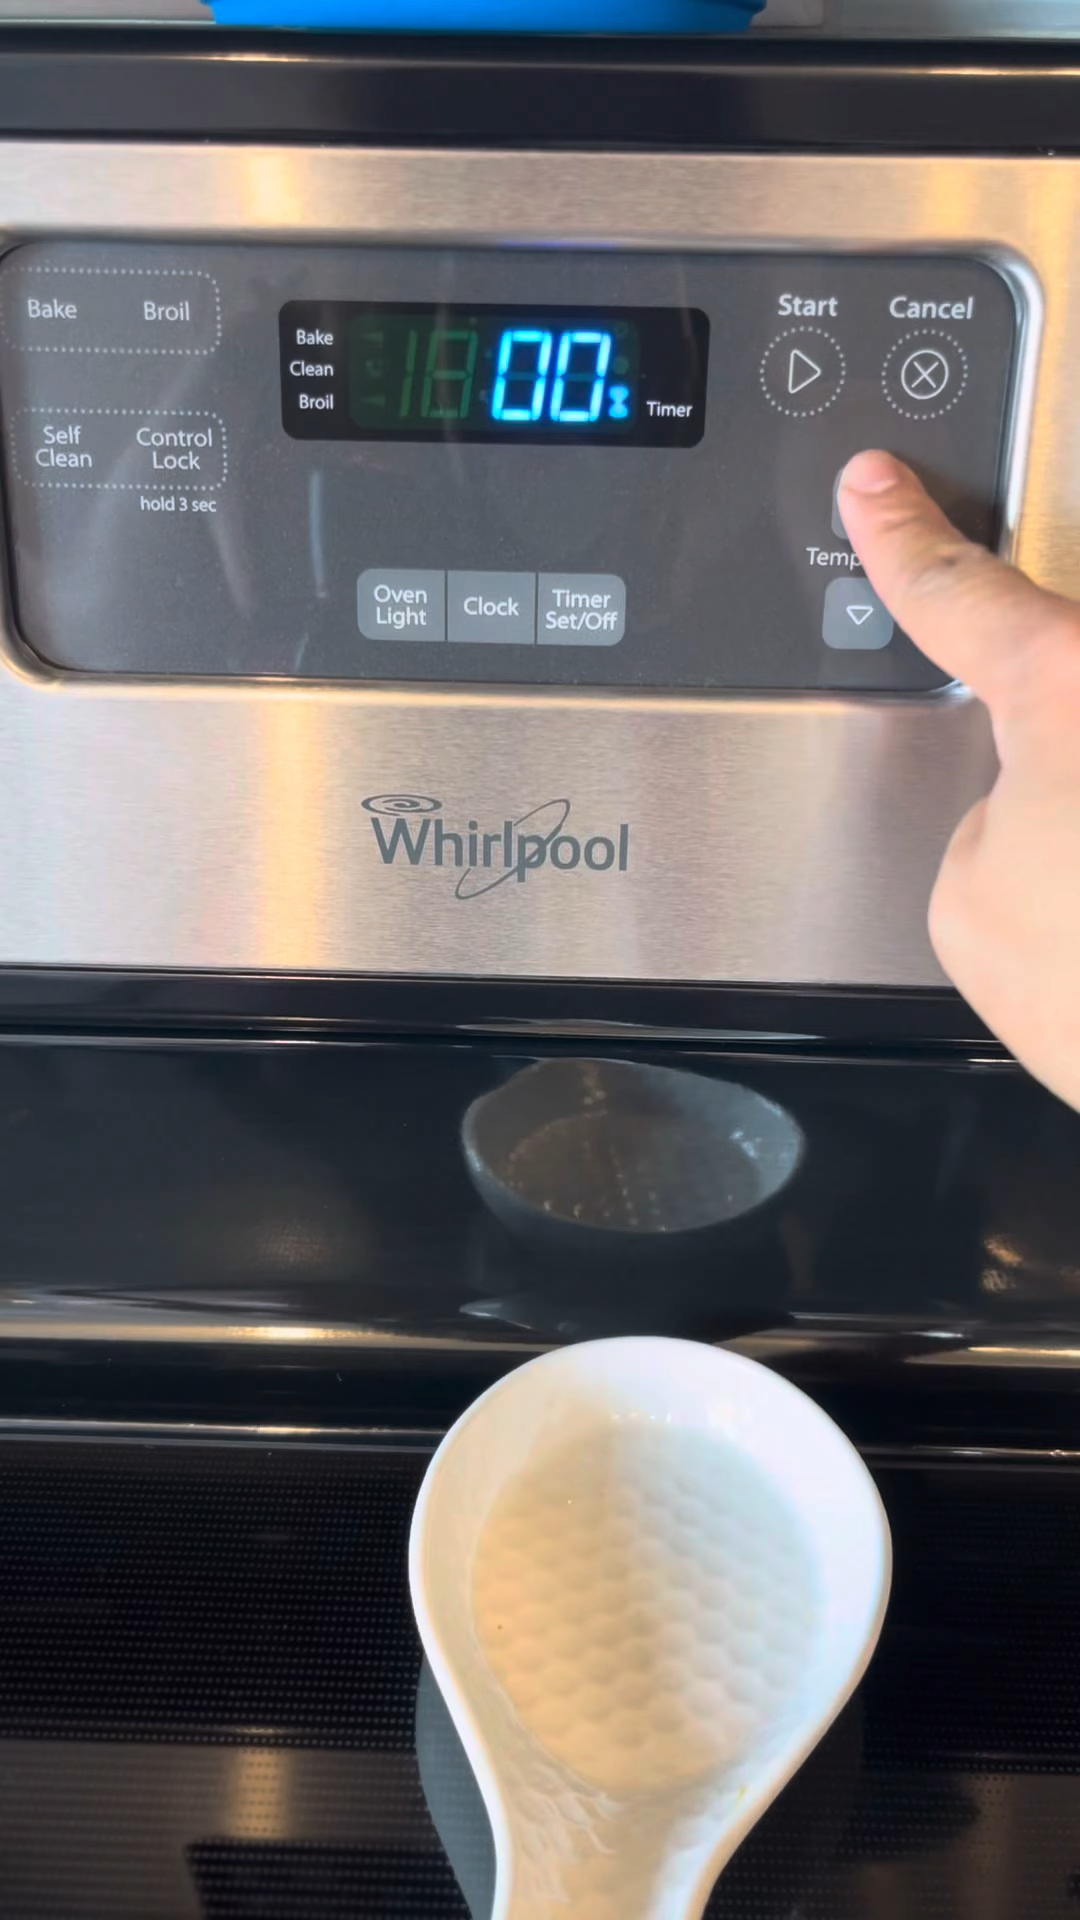 Bake
Broil
Self
Clean
Control
Lock
hold 3 sec
Bake
Clean
Broil
00
Timer
Start
Cancel
Oven
Light
Clock
Timer
Set/Off
Whirlpool